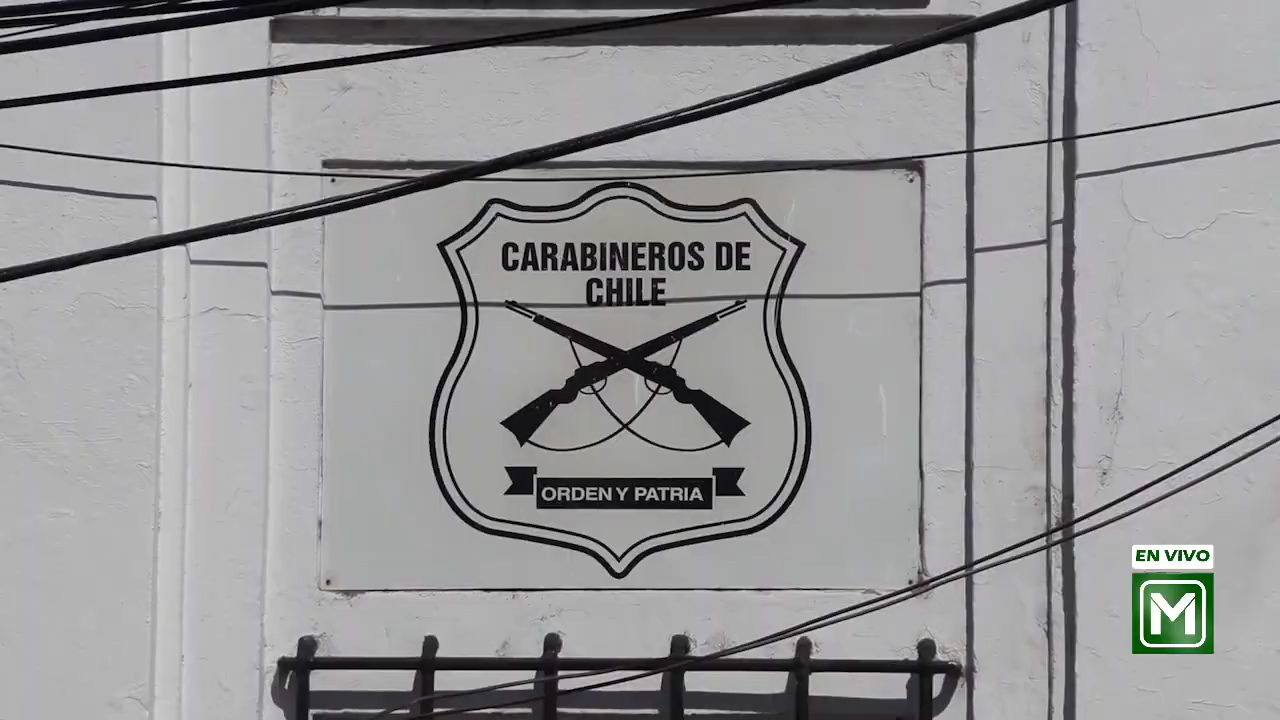 CARABINEROS DE
CHILE
ORDEN Y PATRIA
EN VIVO
M